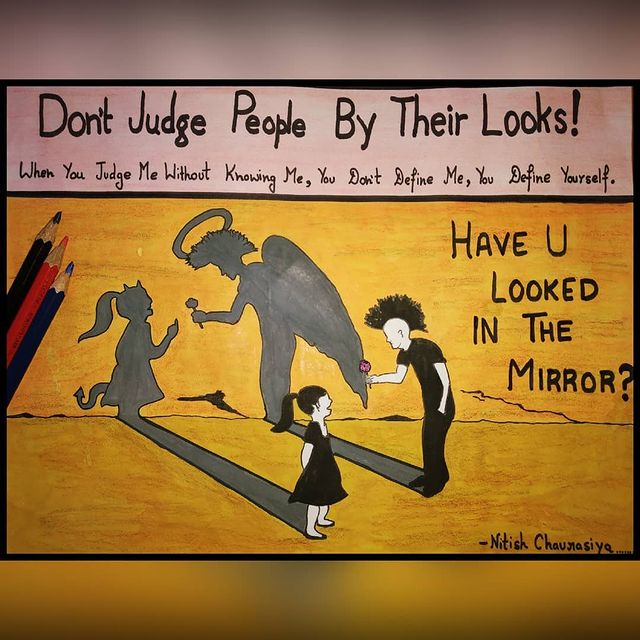 Don't Judge People By Their Looks!
When You Judge Me Without Knowing Me, You Don't Define Me, You Define Yourself.
HAVE U
LOOKED
IN THE
MIRROR?
-Nitish Chaurasiya......